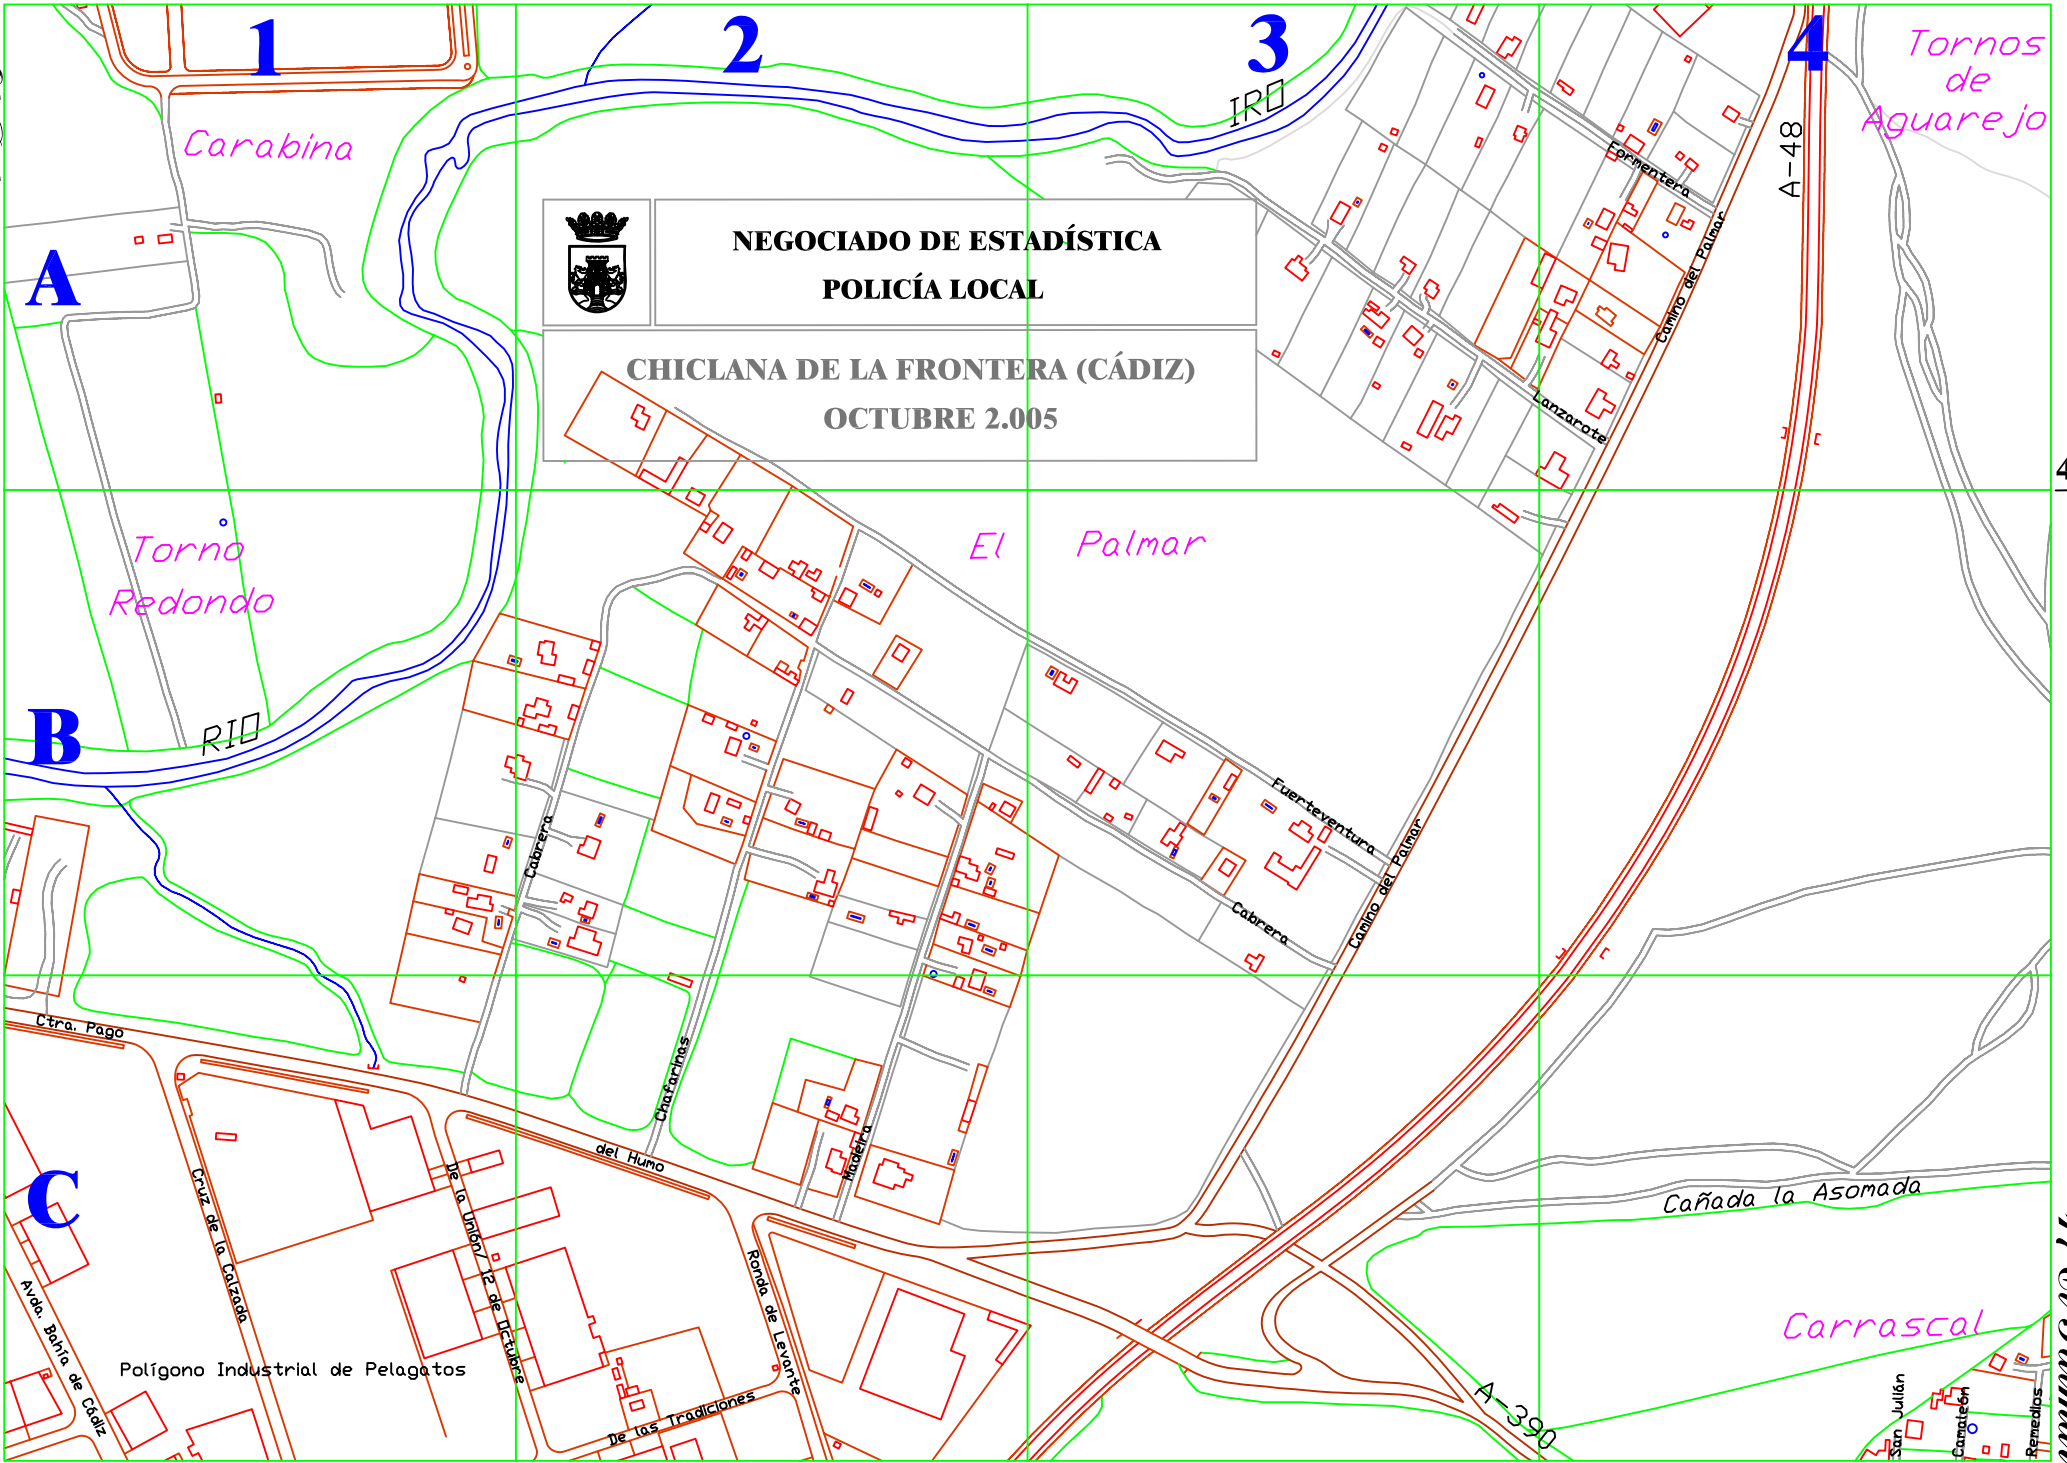 1
2
3
4
Tornos
de
Aguarejo
IRO
A-48
Carabina
Formentera
NEGOCIADO DE ESTADÍSTICA
POLICÍA LOCAL
A
Camino del Palmar
CHICLANA DE LA FRONTERA (CÁDIZ)
OCTUBRE 2.005
Lanzarote
4
El Palmar
Torno
Redondo
B
RIO
Fuerteventura
Cabrera
Camino del Palmar
Cabrera
Ctra. Pago
Chafarinas
del Humo
Madeira
C
Cruz de la Calzada
De la Unión/ 12 de Octubre
Cañada la Asomada
Ronda de Levante
Avda. Bahía de Cádiz
Carrascal
Polígono Industrial de Pelagatos
De las Tradiciones
A-390
San Julián
Camaleón
Remedios